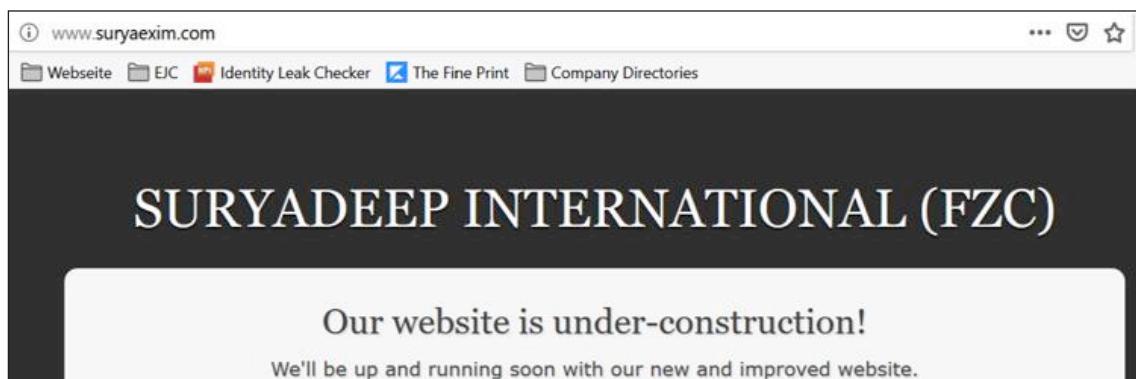 www.suryaexim.com
Webseite EJC Identity Leak Checker The Fine Print Company Directories
SURYADEEP INTERNATIONAL (FZC)
Our website is under-construction!
We'll be up and running soon with our new and improved website.